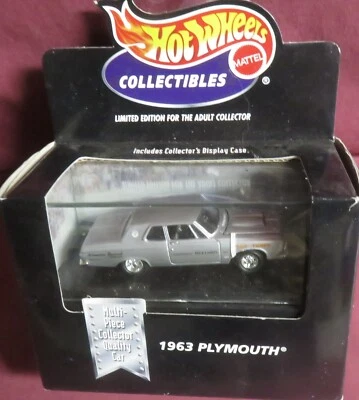 Hot Wheels
MATTEL
COLLECTIBLES
®
LIMITED EDITION FOR THE ADULT COLLECTOR
Includes Collector's Display Case
Multi-
Piece
Collector
Quality
Car
1963 PLYMOUTH®